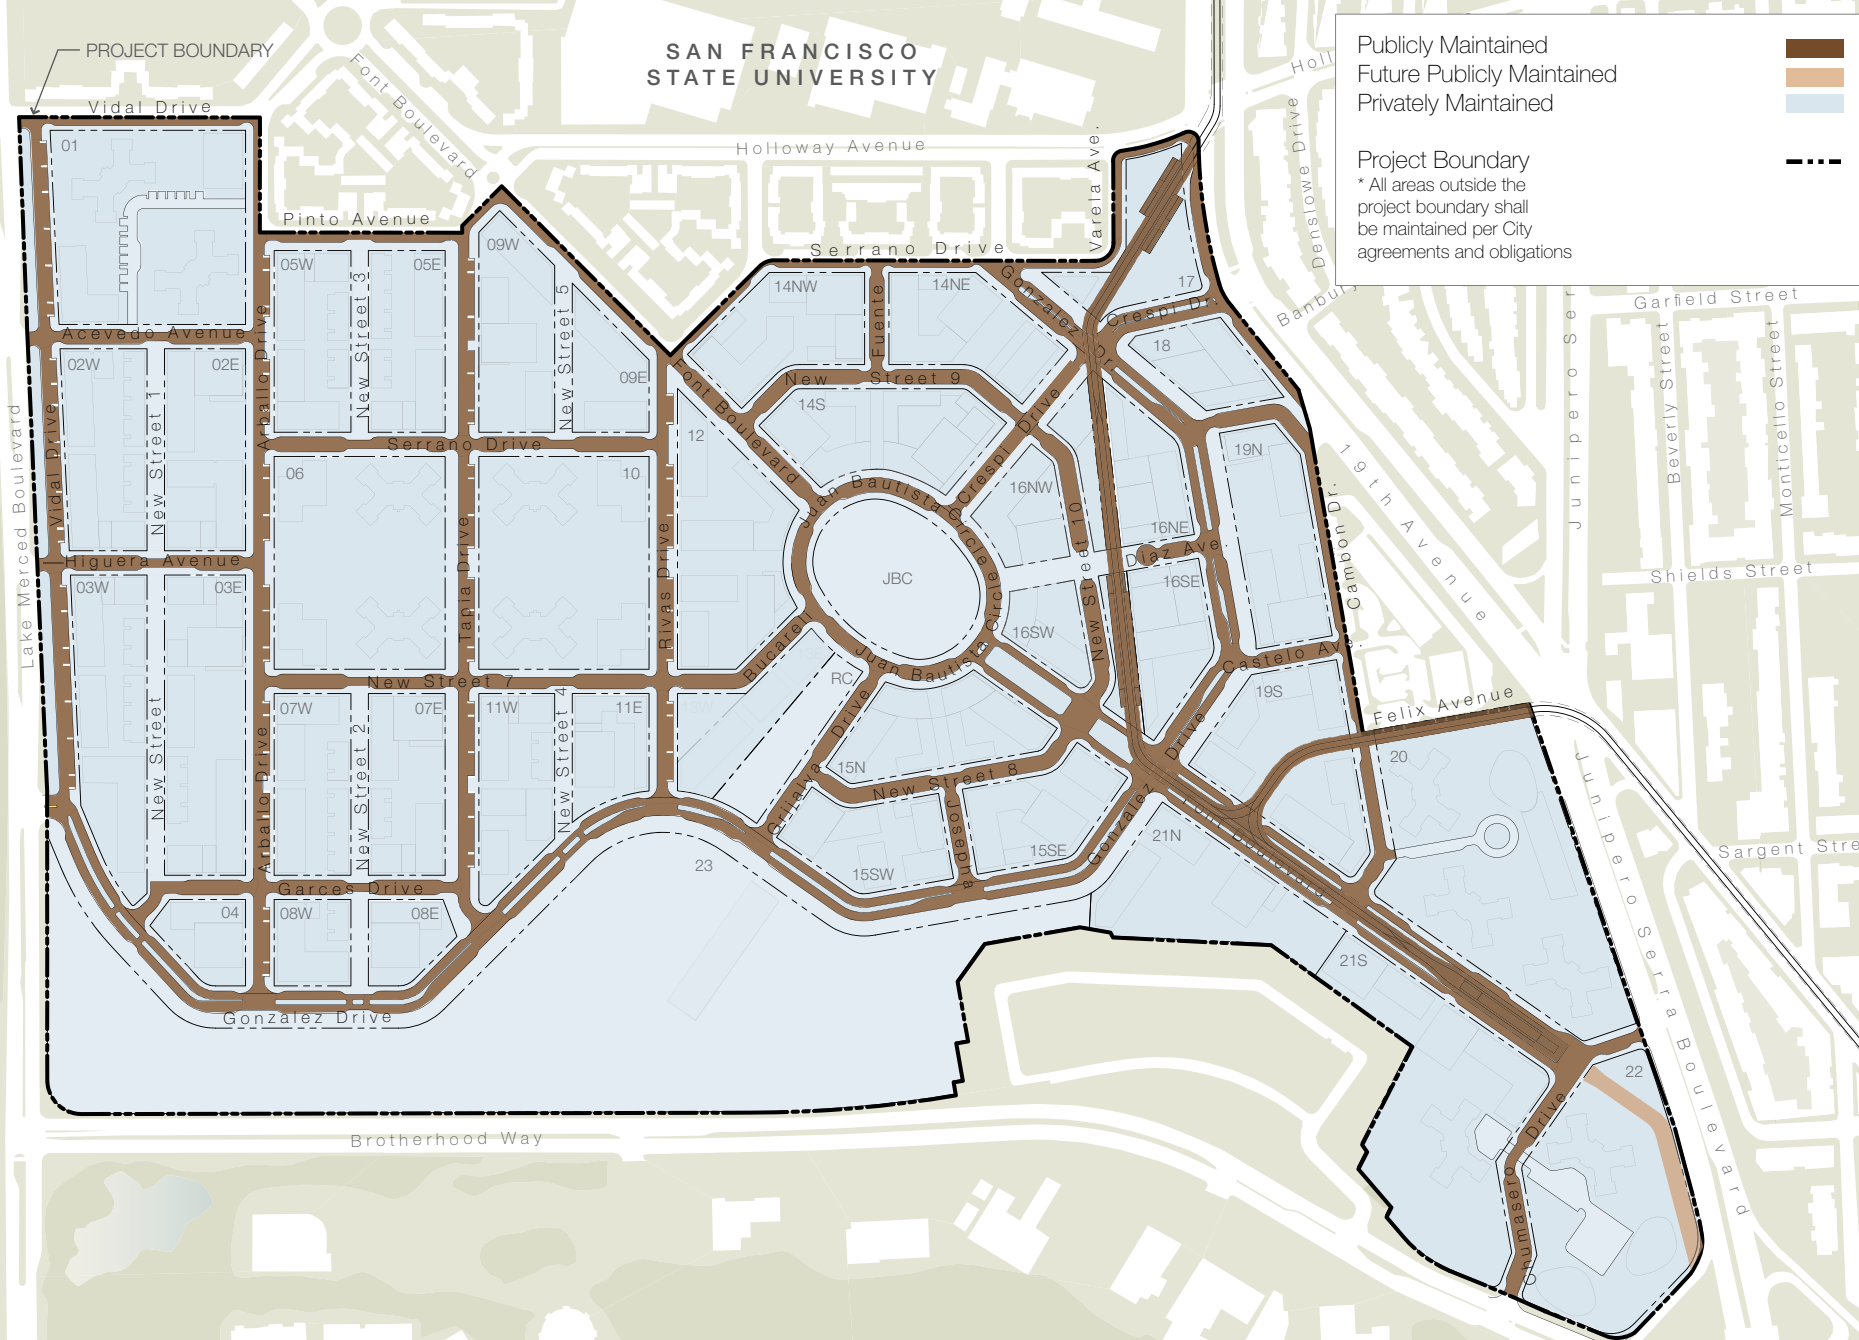 PROJECT BOUNDARY
SAN FRANCISCO
STATE UNIVERSITY
Publicly Maintained
Future Publicly Maintained
Privately Maintained
Project Boundary
* All areas outside the
project boundary shall
be maintained per City
agreements and obligations
Vidal Drive
Font Boulevard
Holloway Avenue
Varela Ave.
Denslowe Drive
Pinto Avenue
Serrano Drive
Garfield Street
Beverly Street
Monticello Street
Shields Street
19th Avenue
Cambon Dr.
Felix Avenue
Junipero Serra Boulevard
Lake Merced Boulevard
Brotherhood Way
Acevedo Avenue
Higuera Avenue
Vidal Drive
Arballo Drive
Arballo Drive
New Street 1
New Street
New Street 3
New Street 2
New Street 5
New Street 4
Serrano Drive
Tapia Drive
Rivas Drive
New Street 7
Garces Drive
Gonzalez Drive
Font Boulevard
New Street 9
Fuente
Gonzalez Dr.
Crespi Dr.
Crespi Drive
Juan Bautista Circle
Juan Bautista Circle
New Street 10
Diaz Ave.
Castelo Ave.
Bucareli
Grijalva Drive
New Street 8
Josepha
Gonzalez Drive
Font Boulevard
Chumasero Drive
01
02W
02E
03W
03E
04
05W
05E
06
07W
07E
08W
08E
09W
09E
10
11W
11E
12
14NW
14NE
14S
15N
15SW
15SE
16NW
16NE
16SW
16SE
17
18
19N
19S
20
21N
21S
22
23
JBC
RC